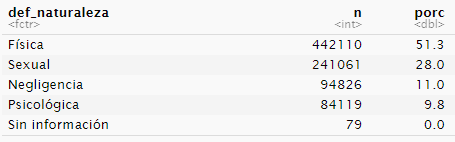 def_naturaleza n porc
<fctr> <int> <dbl>
Física 442110 51.3
Sexual 241061 28.0
Negligencia 94826 11.0
Psicológica 84119 9.8
Sin información 79 0.0